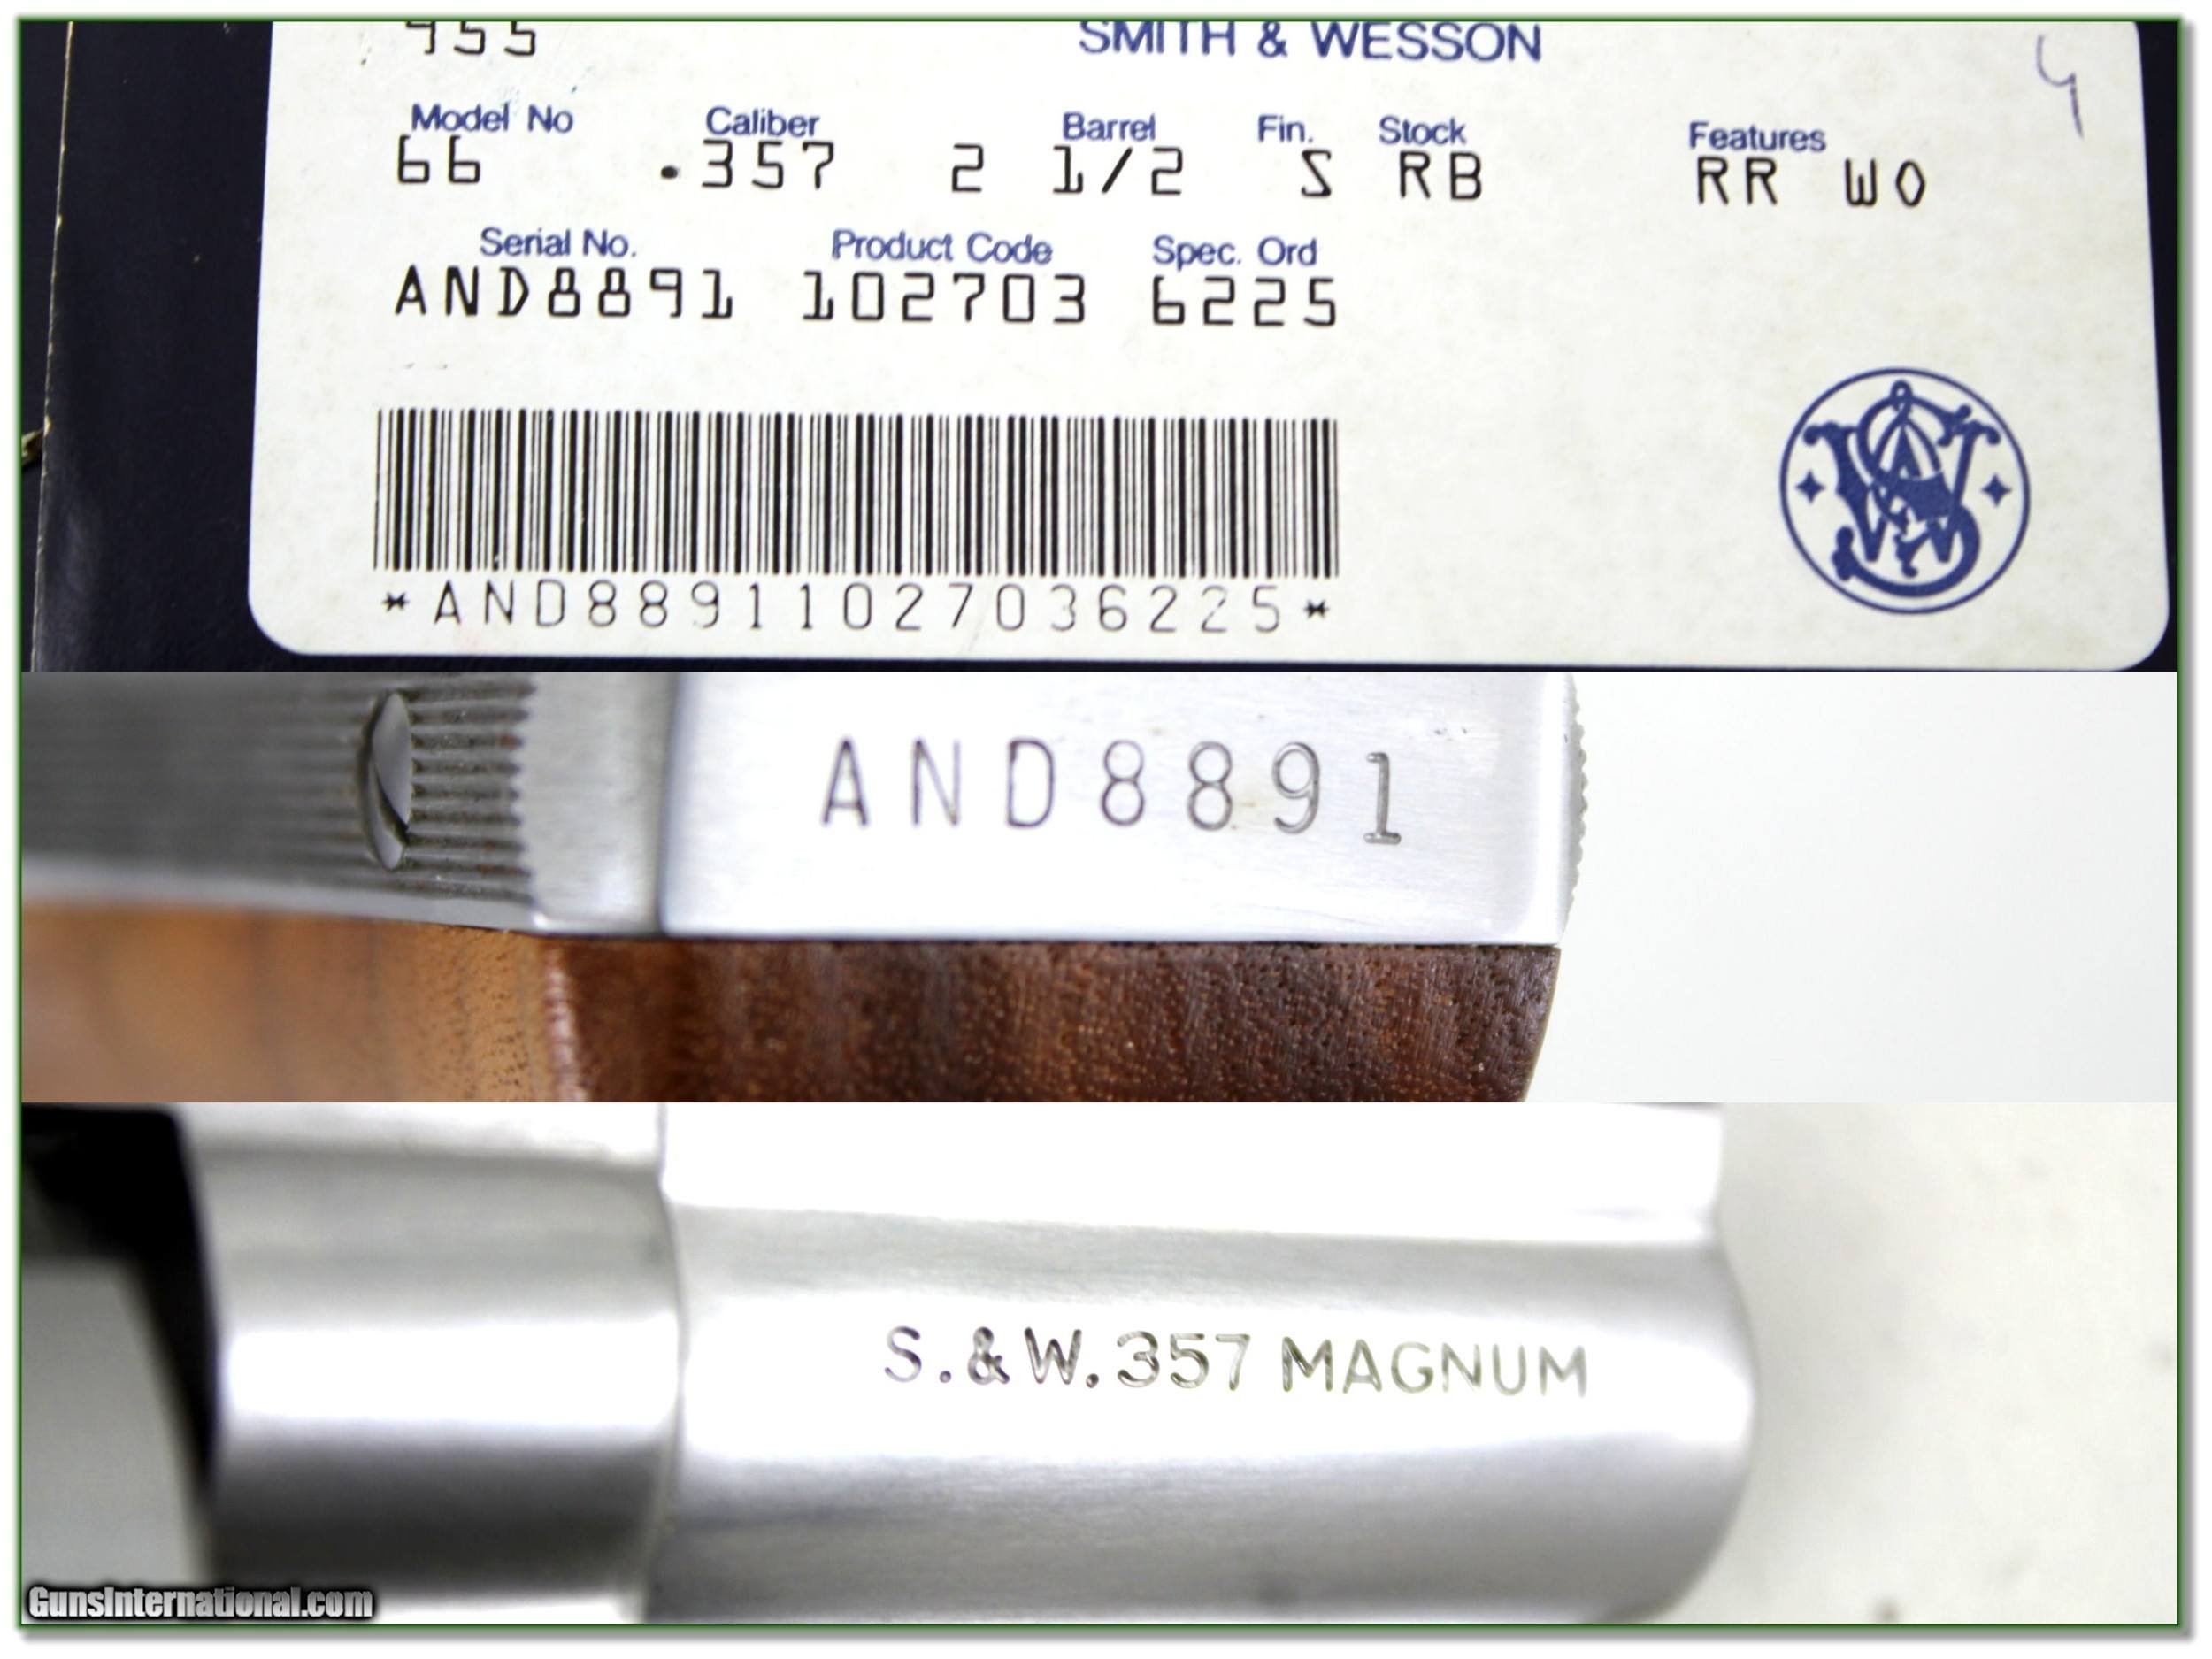 955
SMITH & WESSON
Model No Caliber Barrel Fin. Stock Features
66 .357 2 1/2 S RB RR WO
Serial No. Product Code Spec. Ord
AND8891 102703 6225
*AND88911027036225*
AND8891
S.&W. 357 MAGNUM
GunsInternational.com